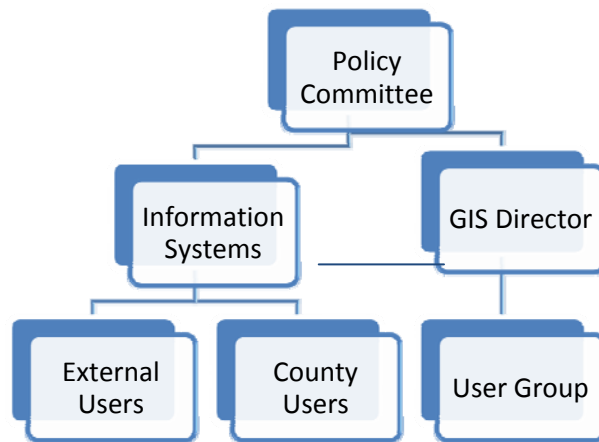 Policy
Committee
Information
Systems
GIS Director
External
Users
County
Users
User Group